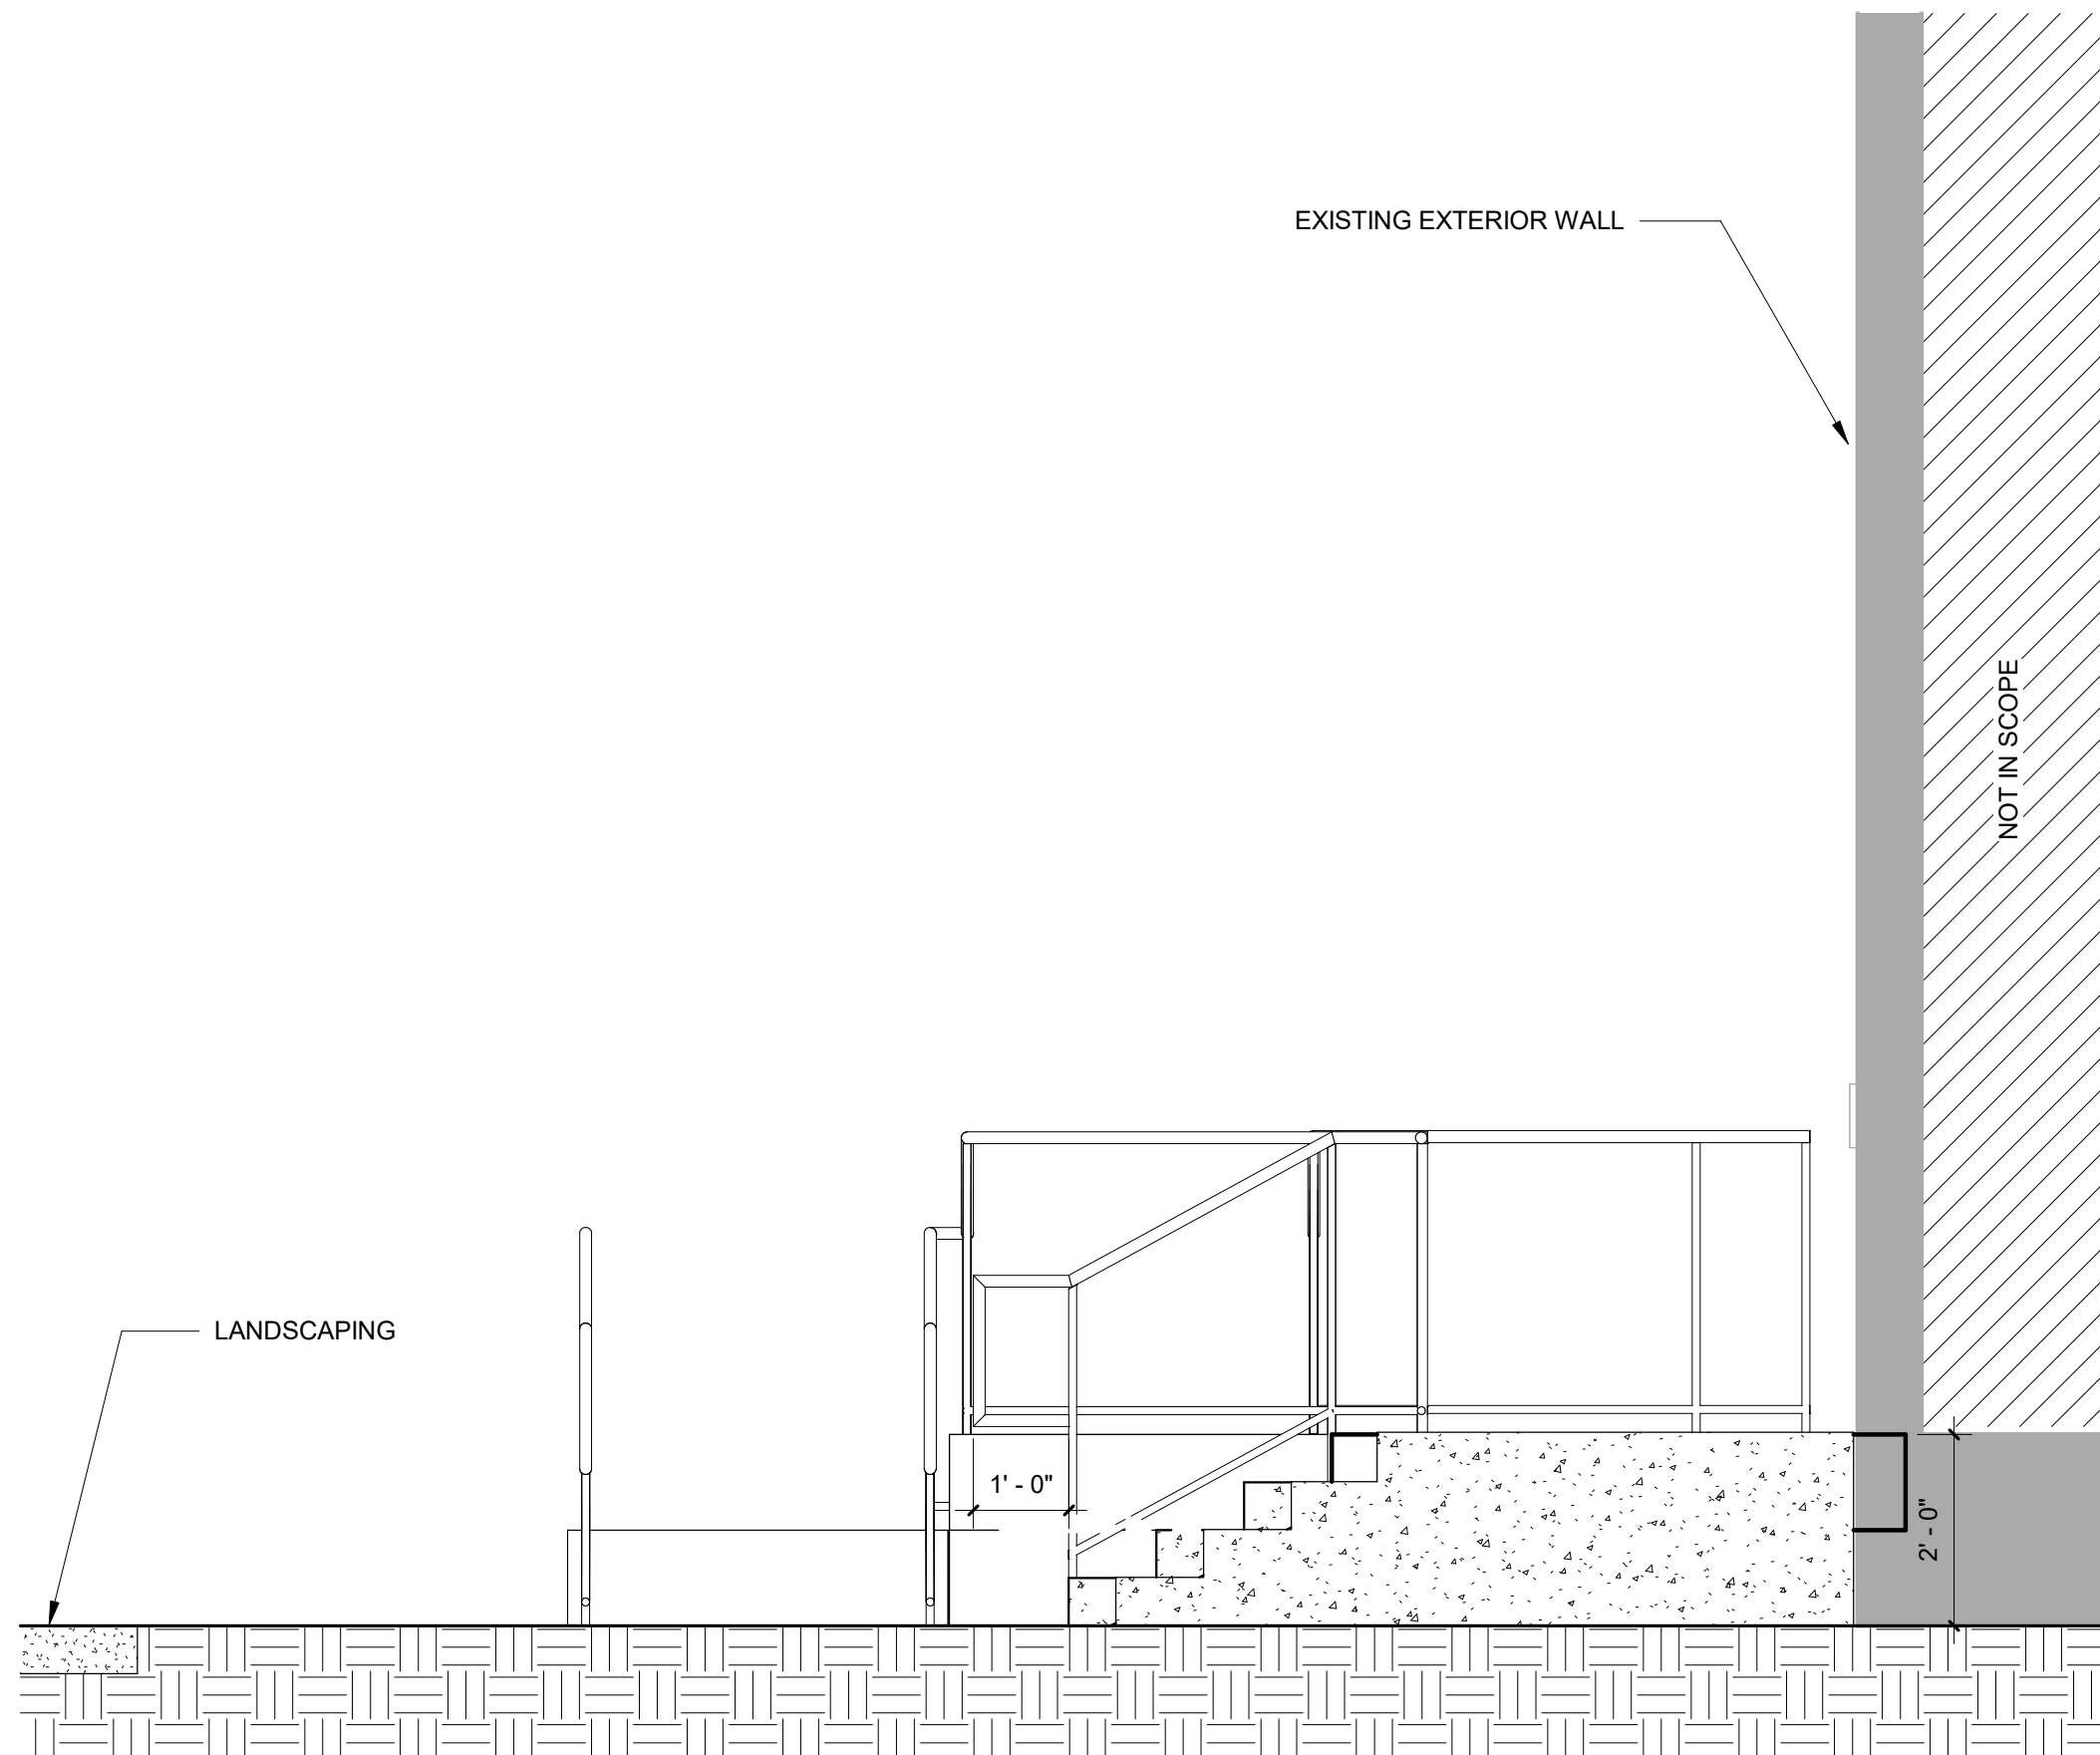 EXISTING EXTERIOR WALL
NOT IN SCOPE
LANDSCAPING
1' - 0"
2' - 0"